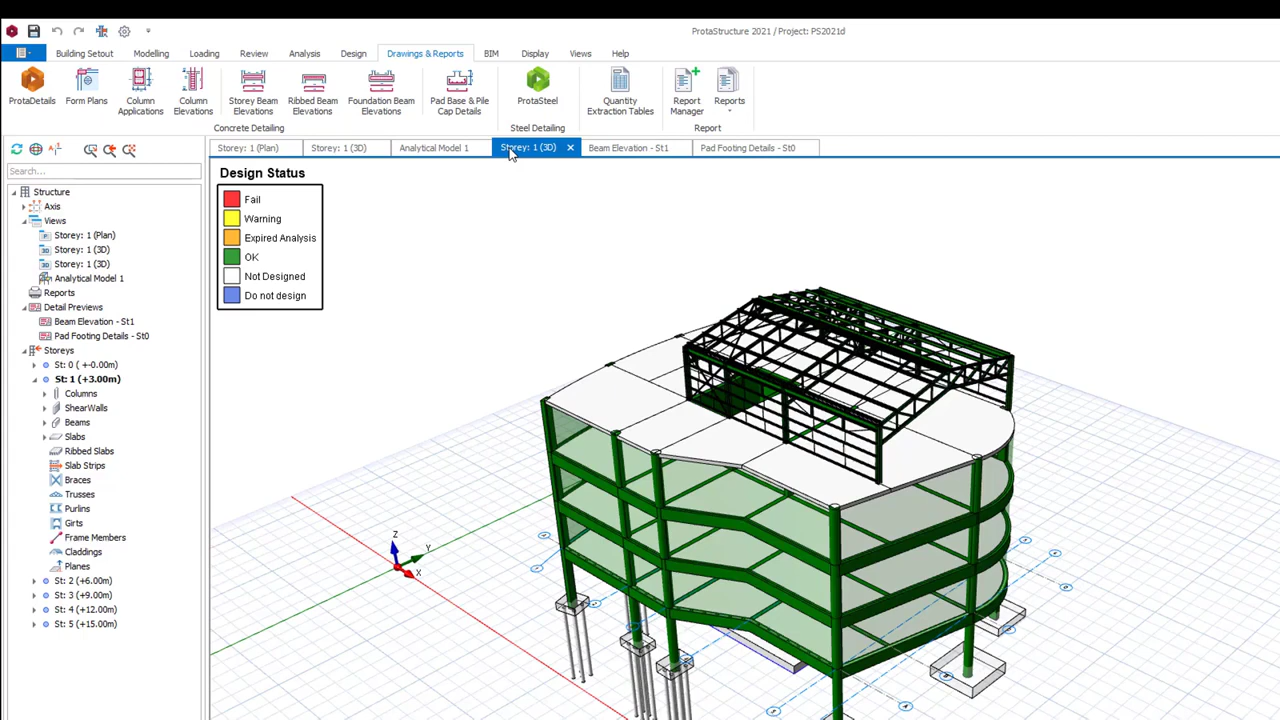 ProtaStructure 2021 / Project: PS2021d
Building Setout
Modelling
Loading
Review
Analysis
Design
Drawings & Reports
BIM
Display
Views
Help
ProtaDetails
Form Plans
Column Applications
Column Elevations
Storey Beam Elevations
Ribbed Beam Elevations
Foundation Beam Elevations
Pad Base & Pile Cap Details
ProtaSteel
Quantity Extraction Tables
Report Manager
Reports
Concrete Detailing
Steel Detailing
Report
Storey: 1 (Plan)
Storey: 1 (3D)
Analytical Model 1
Storey: 1 (3D)
Beam Elevation - St1
Pad Footing Details - St0
Search...
Structure
Axis
Views
Storey: 1 (Plan)
Storey: 1 (3D)
Storey: 1 (3D)
Analytical Model 1
Reports
Detail Previews
Beam Elevation - St1
Pad Footing Details - St0
Storeys
St: 0 ( +-0.00m)
St: 1 (+3.00m)
Columns
ShearWalls
Beams
Slabs
Ribbed Slabs
Slab Strips
Braces
Trusses
Purlins
Girts
Frame Members
Claddings
Planes
St: 2 (+6.00m)
St: 3 (+9.00m)
St: 4 (+12.00m)
St: 5 (+15.00m)
Design Status
Fail
Warning
Expired Analysis
OK
Not Designed
Do not design
Z
Y
X